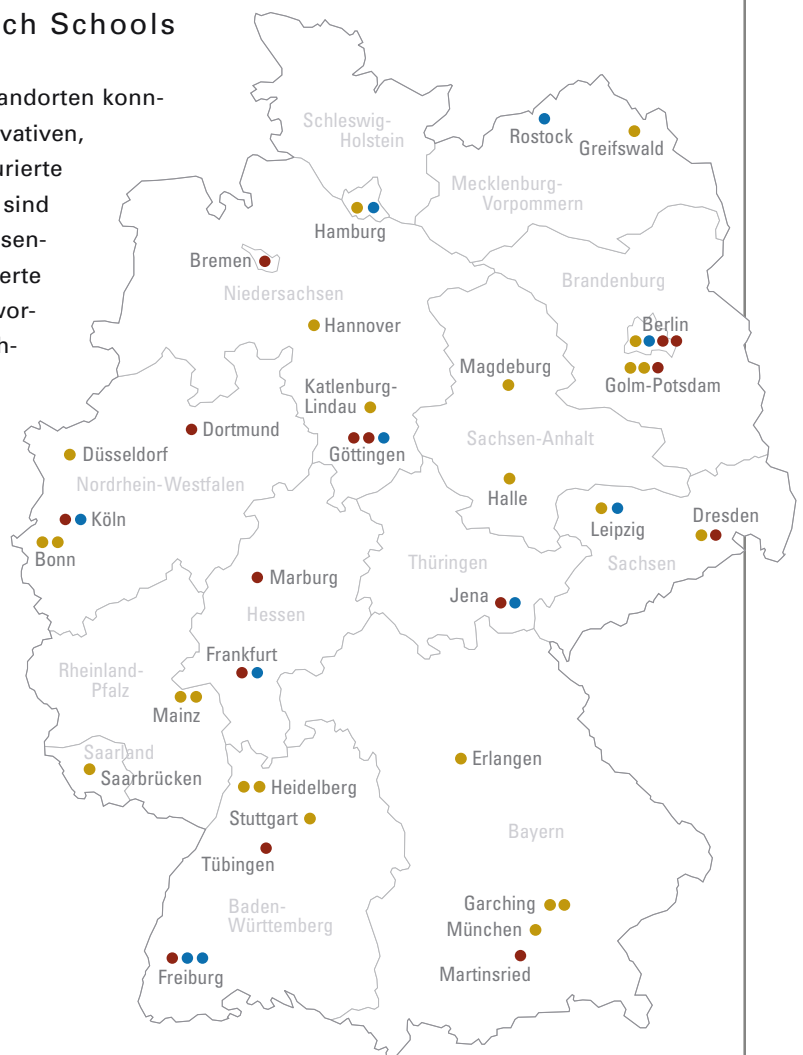 ch Schools
andorten konn-
vativen,
urierte
sind
sen-
erte
vor-
h-
Schleswig-
Holstein
Rostock
Greifswald
Mecklenburg-
Vorpommern
Hamburg
Bremen
Niedersachsen
Brandenburg
Hannover
Berlin
Magdeburg
Golm-Potsdam
Katlenburg-
Lindau
Dortmund
Göttingen
Sachsen-Anhalt
Düsseldorf
Nordrhein-Westfalen
Halle
Köln
Leipzig
Dresden
Bonn
Thüringen
Sachsen
Marburg
Jena
Hessen
Frankfurt
Rheinland-
Pfalz
Mainz
Saarland
Saarbrücken
Erlangen
Heidelberg
Stuttgart
Bayern
Tübingen
Garching
Baden-
Württemberg
München
Martinsried
Freiburg